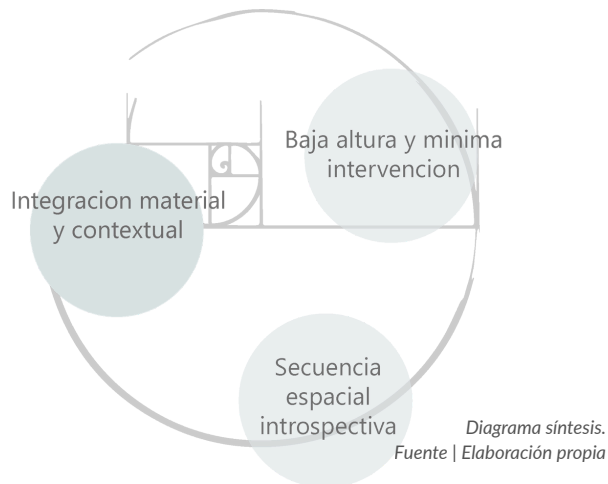 Baja altura y minima
intervencion
Integracion material
y contextual
Secuencia
espacial
introspectiva
Diagrama síntesis.
Fuente | Elaboración propia